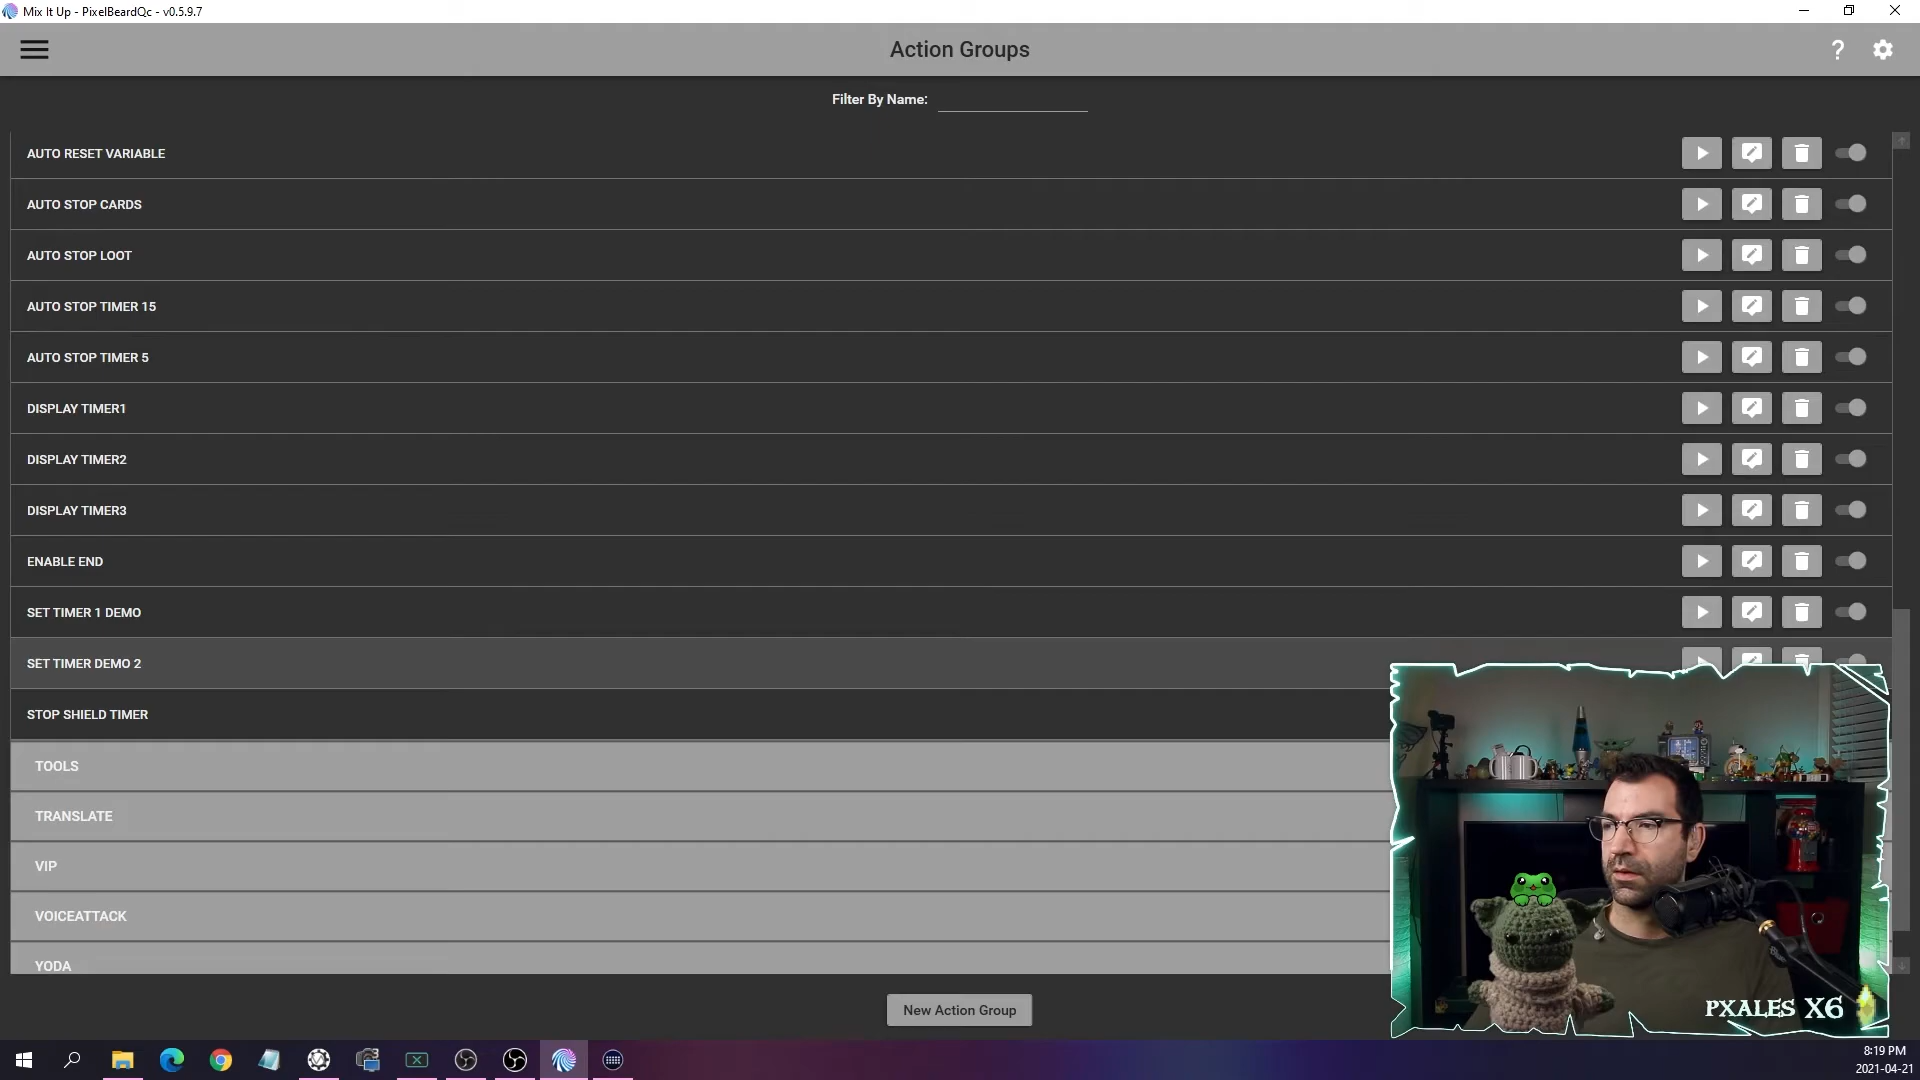 Mix It Up - PixelBeardQc - v0.5.9.7
Action Groups
?
Filter By Name:
AUTO RESET VARIABLE
AUTO STOP CARDS
AUTO STOP LOOT
AUTO STOP TIMER 15
AUTO STOP TIMER 5
DISPLAY TIMER1
DISPLAY TIMER2
DISPLAY TIMER3
ENABLE END
SET TIMER 1 DEMO
SET TIMER DEMO 2
STOP SHIELD TIMER
TOOLS
TRANSLATE
VIP
VOICEATTACK
YODA
PXALES X6
New Action Group
8:19 PM
2021-04-21